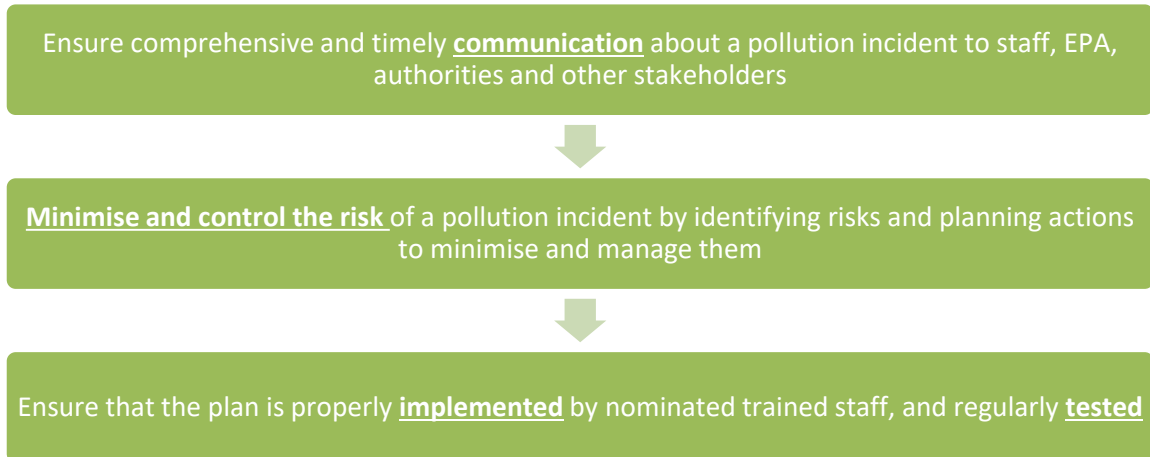 Ensure comprehensive and timely communication about a pollution incident to staff, EPA,
authorities and other stakeholders
Minimise and control the risk of a pollution incident by identifying risks and planning actions
to minimise and manage them
Ensure that the plan is properly implemented by nominated trained staff, and regularly tested